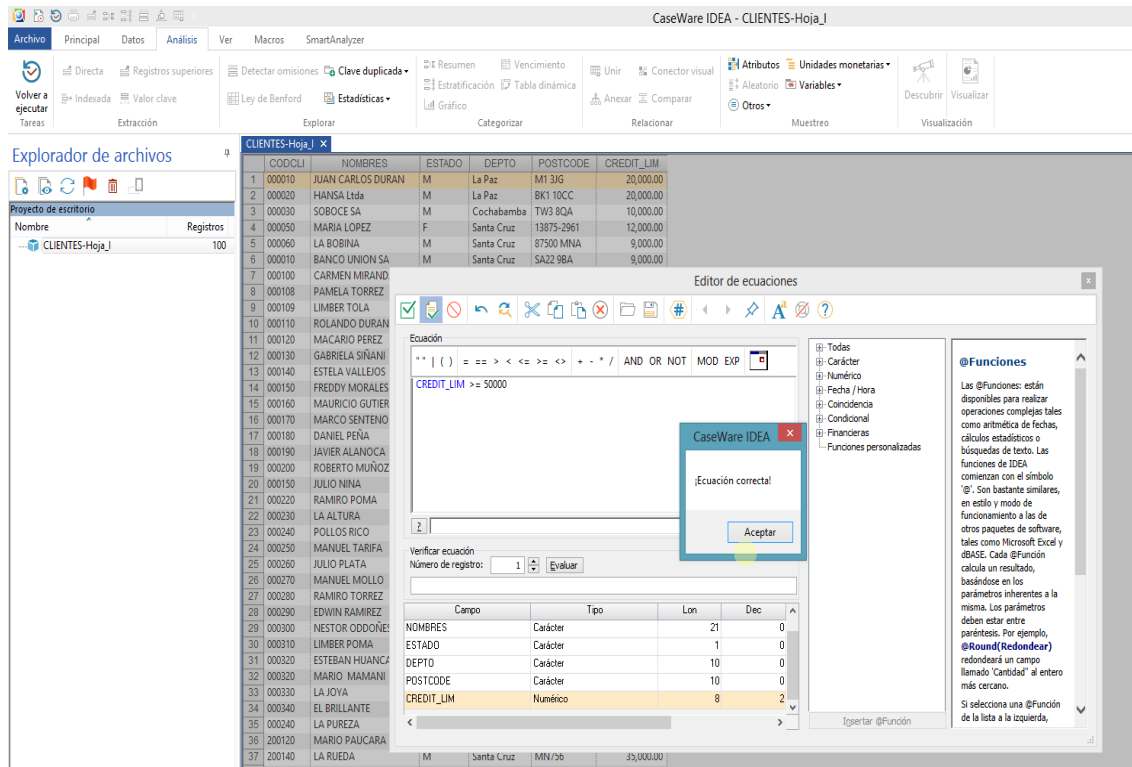 CaseWare IDEA - CLIENTES-Hoja_I
Archivo Principal Datos Análisis Ver Macros SmartAnalyzer
Volver a ejecutar
Directa Registros superiores
Indexada Valor clave
Detectar omisiones Clave duplicada
Ley de Benford Estadísticas
Resumen Vencimiento
Estratificación Tabla dinámica
Gráfico
Unir Conector visual
Anexar Comparar
Atributos Unidades monetarias
Aleatorio Variables
Otros
Descubrir Visualizar
Tareas Extracción Explorar Categorizar Relacionar Muestreo Visualización
Explorador de archivos
Proyecto de escritorio
Nombre Registros
CLIENTES-Hoja_I 100
CLIENTES-Hoja_I X
CODCLI NOMBRES ESTADO DEPTO POSTCODE CREDIT_LIM
1 000010 JUAN CARLOS DURAN M La Paz M1 3JG 20,000.00
2 000020 HANSA Ltda M La Paz BK1 10CC 20,000.00
3 000030 SOBOCE SA M Cochabamba TW3 8QA 10,000.00
4 000050 MARIA LOPEZ F Santa Cruz 13875-2961 12,000.00
5 000060 LA BOBINA M Santa Cruz 87500 MNA 9,000.00
6 000010 BANCO UNION SA M Santa Cruz SA22 9BA 9,000.00
7 000100 CARMEN MIRAND
8 000108 PAMELA TORREZ
9 000109 LIMBER TOLA
10 000110 ROLANDO DURAN
11 000120 MACARIO PEREZ
12 000130 GABRIELA SIÑANI
13 000140 ESTELA VALLEJOS
14 000150 FREDDY MORALES
15 000160 MAURICIO GUTIER
16 000170 MARCO SENTENO
17 000180 DANIEL PEÑA
18 000190 JAVIER ALANOCA
19 000200 ROBERTO MUÑOZ
20 000150 JULIO NINA
21 000220 RAMIRO POMA
22 000230 LA ALTURA
23 000240 POLLOS RICO
24 000250 MANUEL TARIFA
25 000260 JULIO PLATA
26 000270 MANUEL MOLLO
27 000280 RAMIRO TORREZ
28 000290 EDWIN RAMIREZ
29 000300 NESTOR ODDOÑES
30 000310 LIMBER POMA
31 000320 ESTEBAN HUANCA
32 000320 MARIO MAMANI
33 000330 LA JOYA
34 000340 EL BRILLANTE
35 000240 LA PUREZA
36 200120 MARIO PAUCARA
37 200140 LA RUEDA M Santa Cruz MN756 35,000.00
Editor de ecuaciones
x
Ecuación
"" | ( ) = == > < <= >= <> + - * / AND OR NOT MOD EXP
CREDIT_LIM >= 50000
?
Verificar ecuación
Número de registro: 1 Evaluar
Campo Tipo Lon Dec
NOMBRES Carácter 21 0
ESTADO Carácter 1 0
DEPTO Carácter 10 0
POSTCODE Carácter 10 0
CREDIT_LIM Numérico 8 2
CaseWare IDEA x
¡Ecuación correcta!
Aceptar
Todas
Carácter
Numérico
Fecha / Hora
Coincidencia
Condicional
Financieras
Funciones personalizadas
Insertar @Función
@Funciones
Las @Funciones: están
disponibles para realizar
operaciones complejas tales
como aritmética de fechas,
cálculos estadísticos o
búsquedas de texto. Las
funciones de IDEA
comienzan con el símbolo
'@'. Son bastante similares,
en estilo y modo de
funcionamiento a las de
otros paquetes de software,
tales como Microsoft Excel y
dBASE. Cada @Función
calcula un resultado,
basándose en los
parámetros inherentes a la
misma. Los parámetros
deben estar entre
paréntesis. Por ejemplo,
@Round(Redondear)
redondeará un campo
llamado 'Cantidad" al entero
más cercano.
Si selecciona una @Función
de la lista a la izquierda,